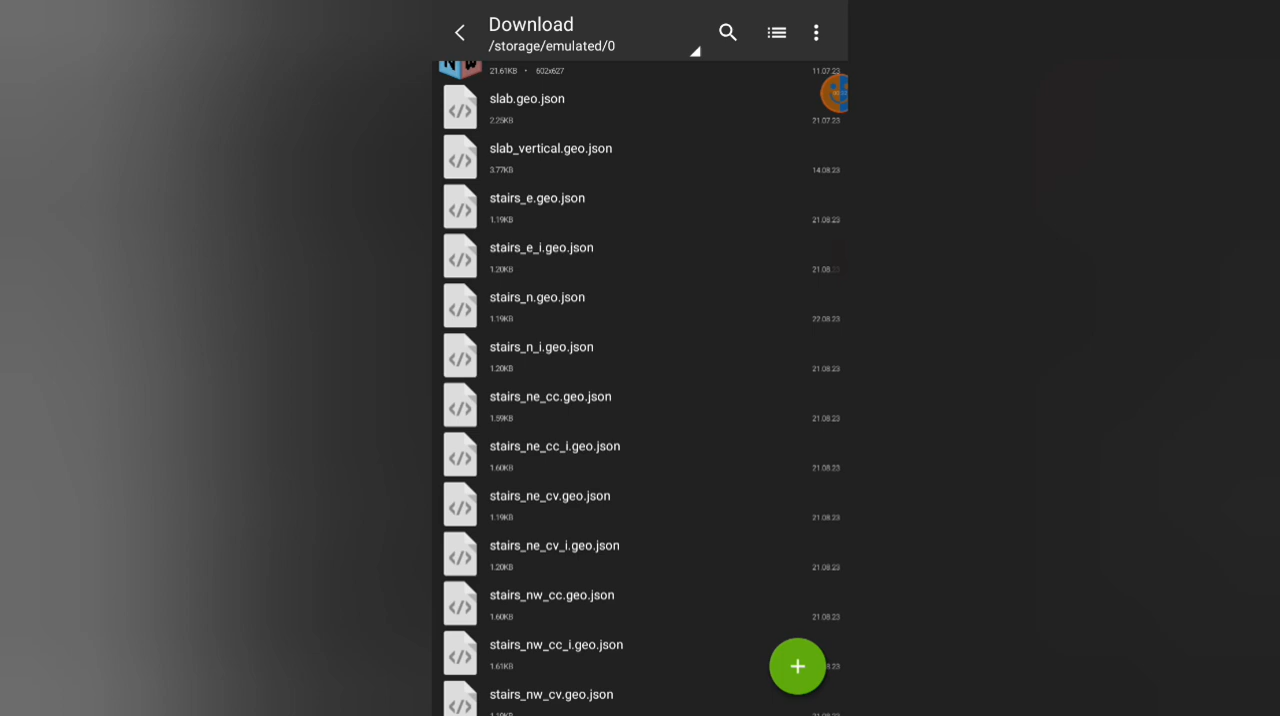 Download
/storage/emulated/0
N W
21.61KB • 602x627
11.07.23
slab.geo.json
2.25KB
21.07.23
slab_vertical.geo.json
3.77KB
14.08.23
stairs_e.geo.json
1.19KB
21.08.23
stairs_e_i.geo.json
1.20KB
21.08.23
stairs_n.geo.json
1.19KB
22.08.23
stairs_n_i.geo.json
1.20KB
21.08.23
stairs_ne_cc.geo.json
1.59KB
21.08.23
stairs_ne_cc_i.geo.json
1.60KB
21.08.23
stairs_ne_cv.geo.json
1.19KB
21.08.23
stairs_ne_cv_i.geo.json
1.20KB
21.08.23
stairs_nw_cc.geo.json
1.60KB
21.08.23
stairs_nw_cc_i.geo.json
1.61KB
8.23
stairs_nw_cv.geo.json